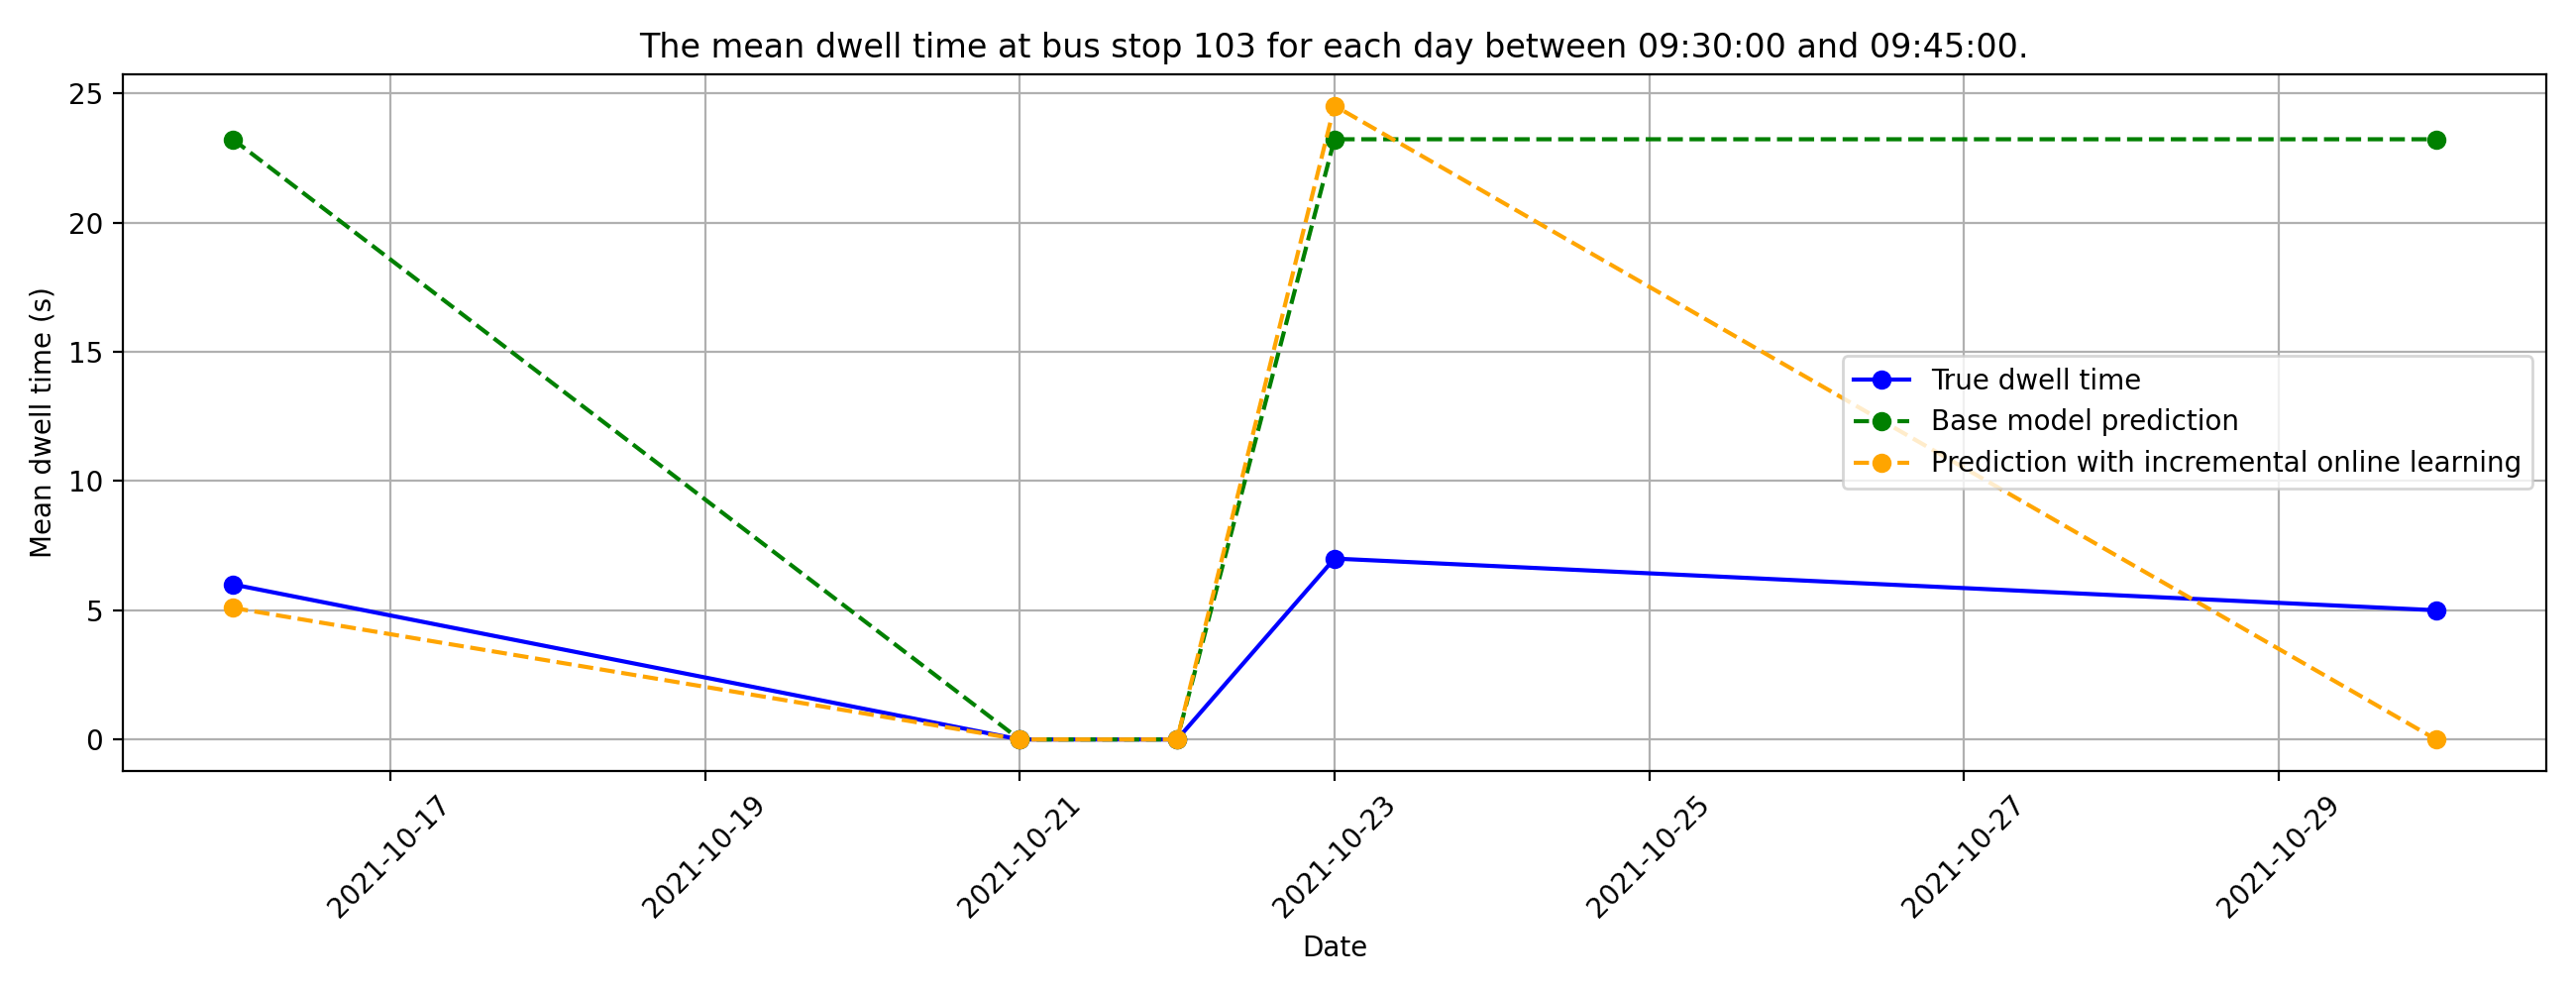 The mean dwell time at bus stop 103 for each day between 09:30:00 and 09:45:00.
Mean dwell time (s)
25
20
15
10
5
0
True dwell time
Base model prediction
Prediction with incremental online learning
2021-10-17
2021-10-19
2021-10-21
2021-10-23
2021-10-25
2021-10-27
2021-10-29
Date